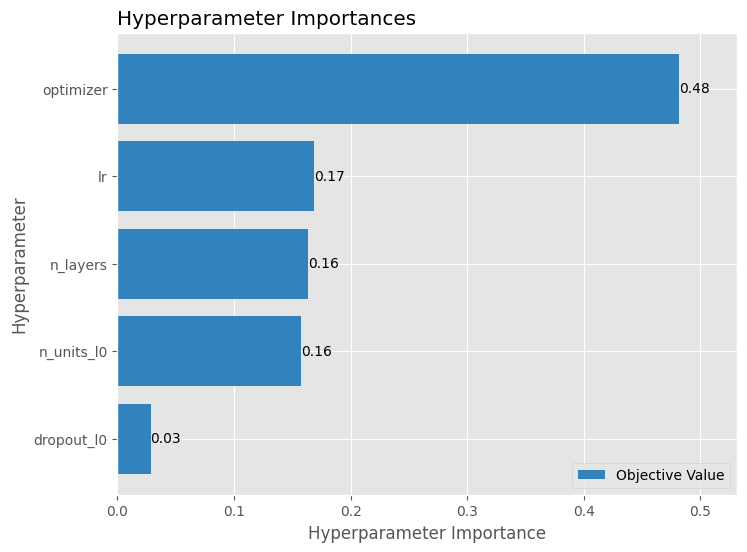 Hyperparameter Importances
optimizer
0.48
lr
0.17
n_layers
0.16
n_units_l0
0.16
dropout_l0
0.03
Hyperparameter
Objective Value
0.0 0.1 0.2 0.3 0.4 0.5
Hyperparameter Importance